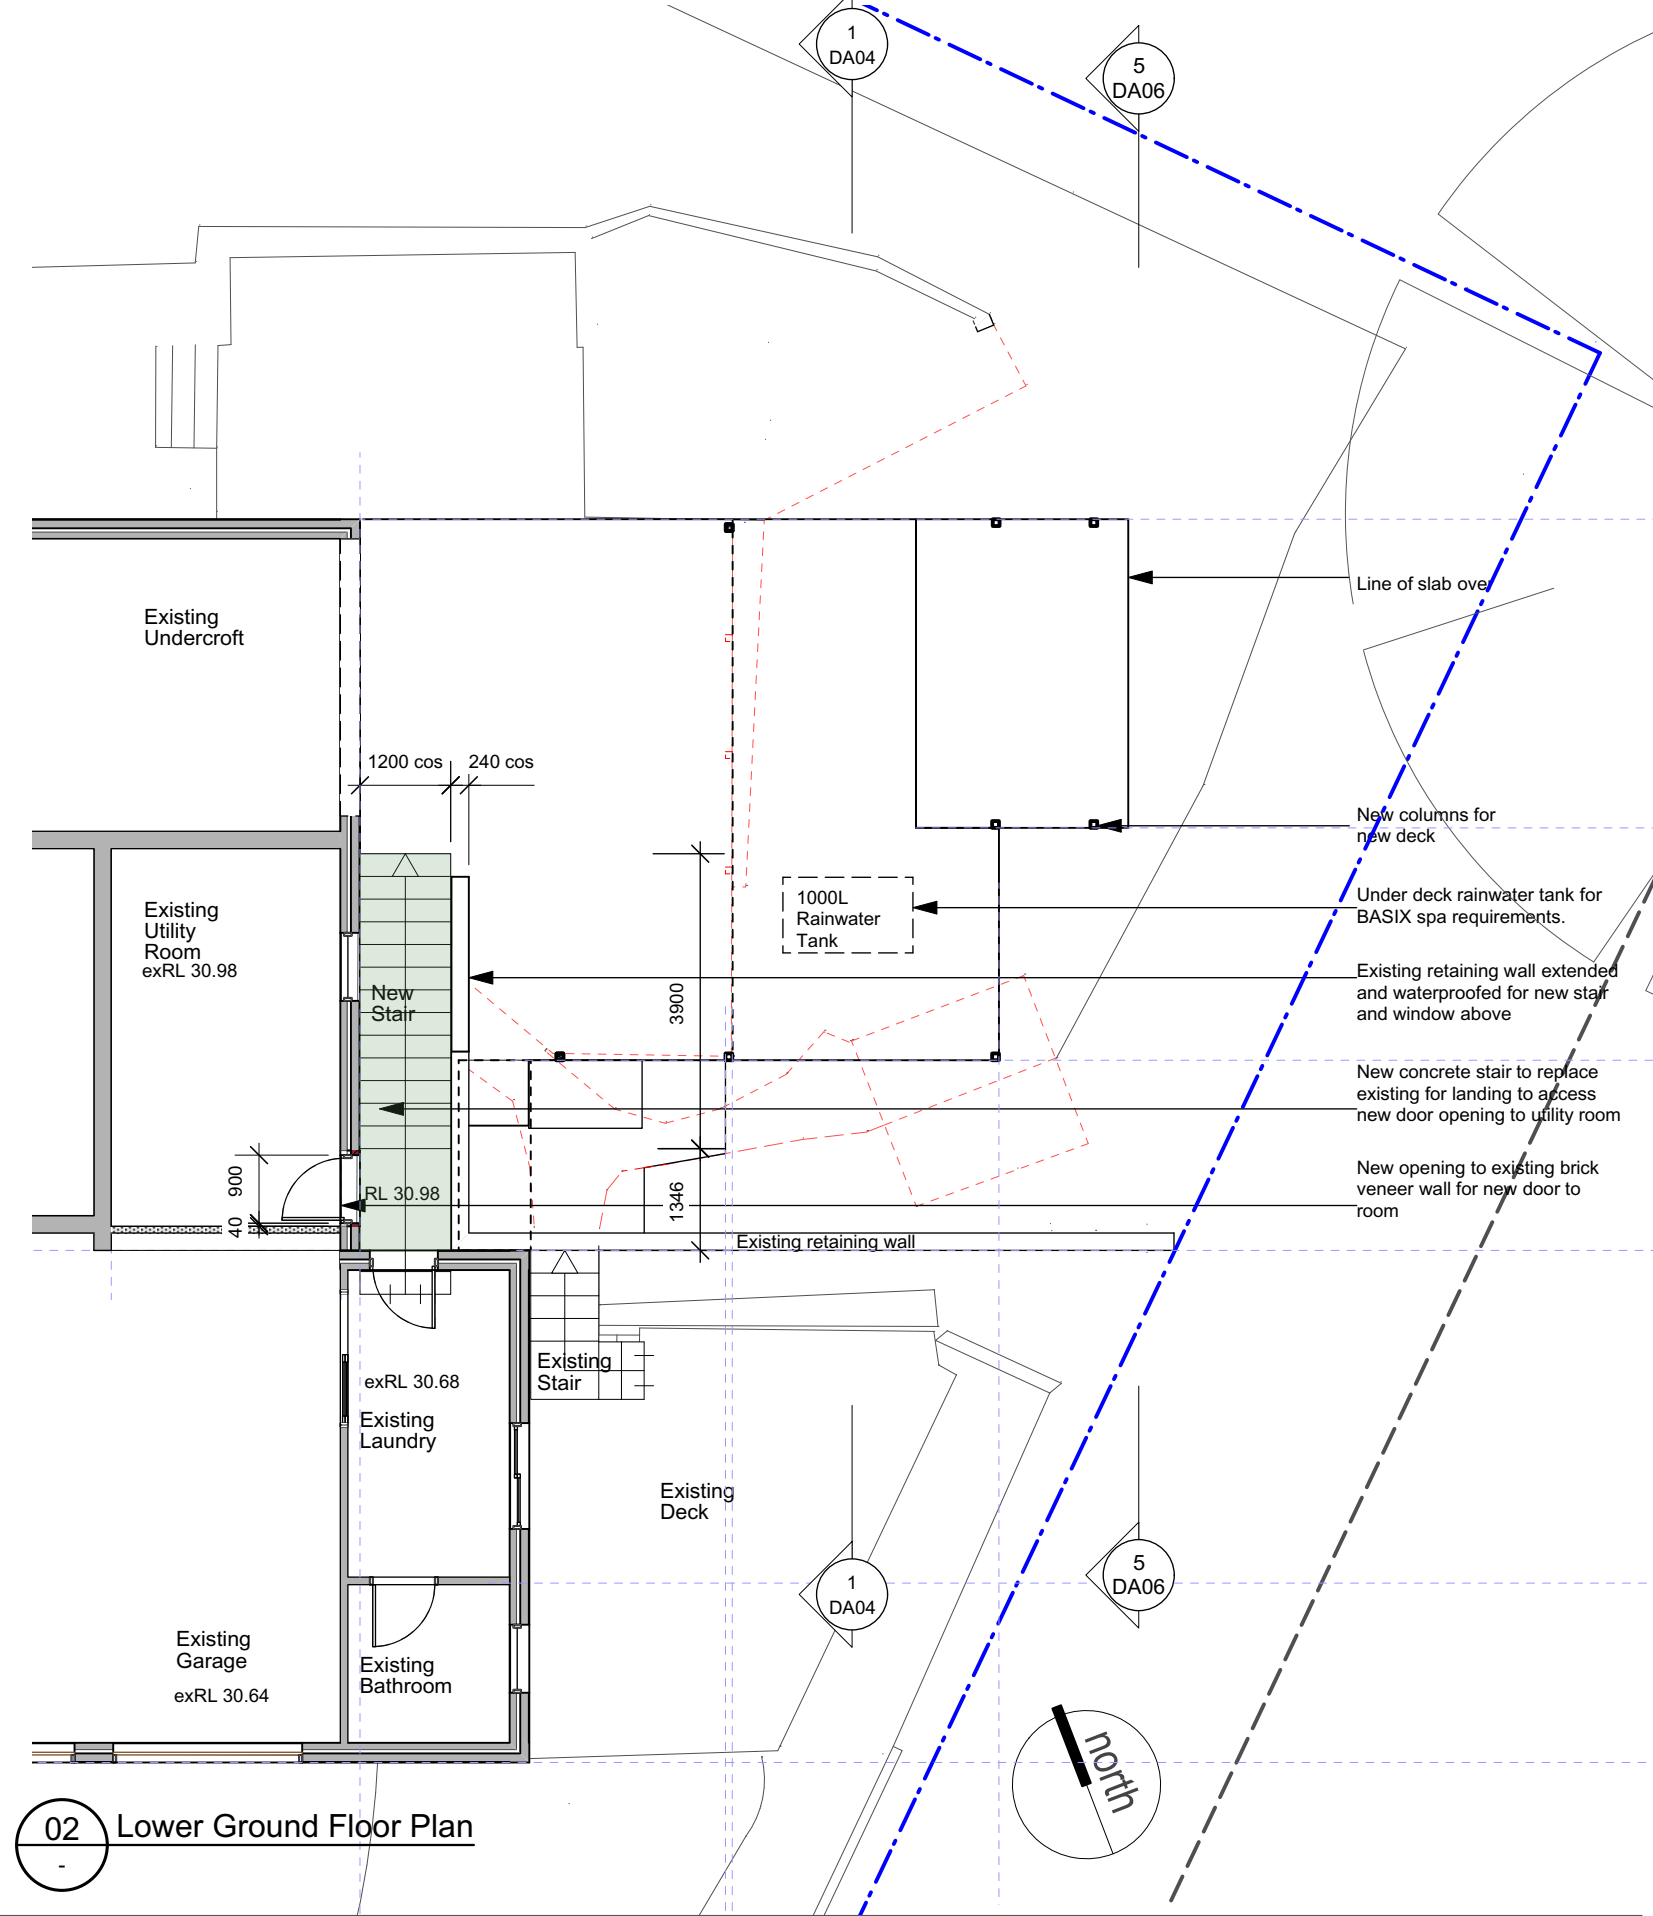 1
DA04
5
DA06
Existing
Undercroft
Line of slab over
1200 cos
240 cos
New columns for
new deck
1000L
Rainwater
Tank
Under deck rainwater tank for
BASIX spa requirements.
Existing
Utility
Room
exRL 30.98
New
Stair
3900
Existing retaining wall extended
and waterproofed for new stair
and window above
New concrete stair to replace
existing for landing to access
new door opening to utility room
900
40
RL 30.98
1346
New opening to existing brick
veneer wall for new door to
room
Existing retaining wall
exRL 30.68
Existing
Laundry
Existing
Stair
Existing
Deck
1
DA04
5
DA06
Existing
Garage
exRL 30.64
Existing
Bathroom
north
02
-
Lower Ground Floor Plan